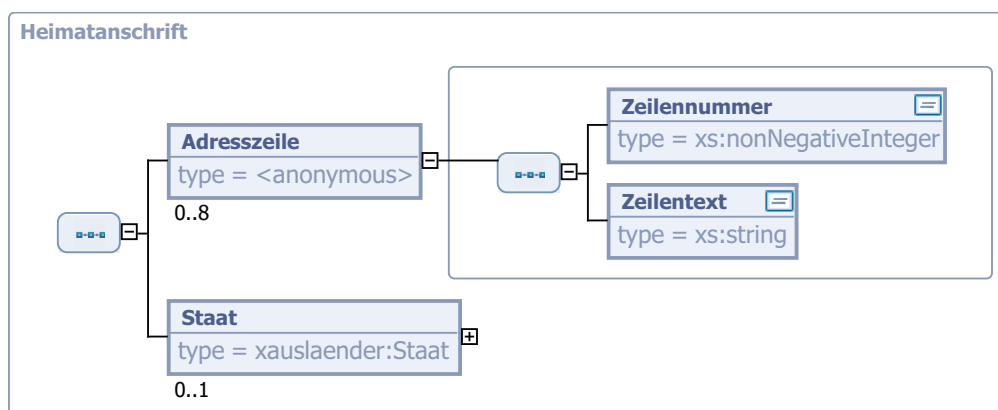 Heimatanschrift
Adresszeile
type = <anonymous>
0..8
Zeilennummer
type = xs:nonNegativeInteger
Zeilentext
type = xs:string
Staat
type = xauslaender:Staat
0..1